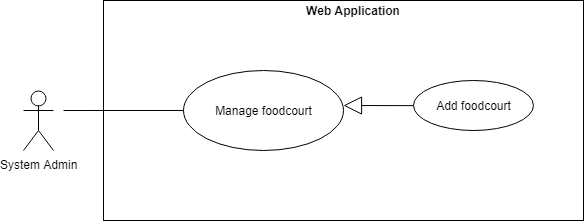 Web Application
Manage foodcourt
Add foodcourt
System Admin